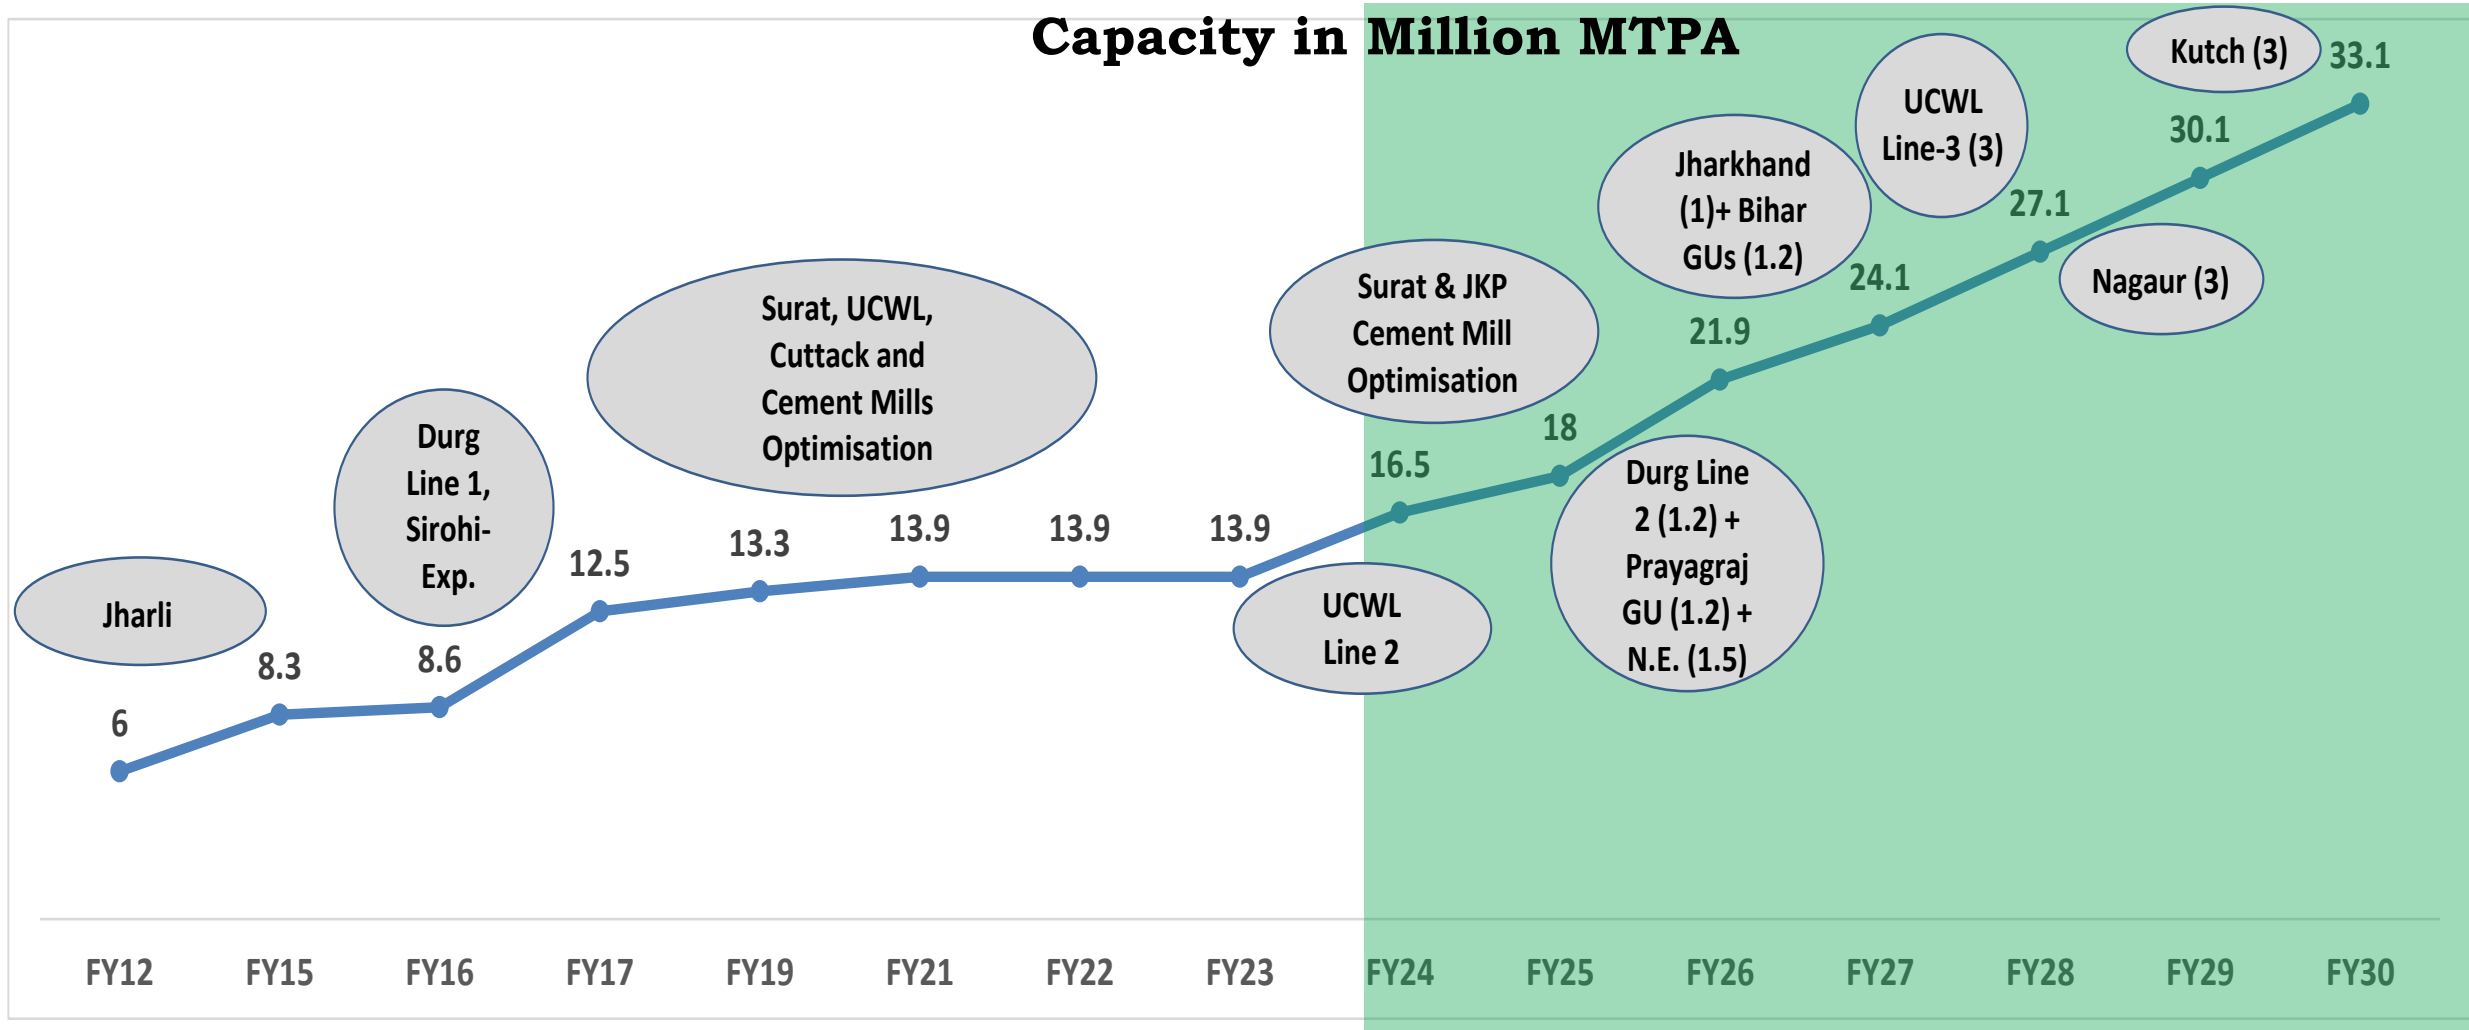 Capacity in Million MTPA
Jharli
Durg
Line 1,
Sirohi-
Exp.
Surat, UCWL,
Cuttack and
Cement Mills
Optimisation
UCWL
Line 2
Surat & JKP
Cement Mill
Optimisation
Durg Line
2 (1.2) +
Prayagraj
GU (1.2) +
N.E. (1.5)
Jharkhand
(1)+ Bihar
GUs (1.2)
UCWL
Line-3 (3)
Nagaur (3)
Kutch (3)
6
8.3
8.6
12.5
13.3
13.9
13.9
13.9
16.5
18
21.9
24.1
27.1
30.1
33.1
FY12 FY15 FY16 FY17 FY19 FY21 FY22 FY23 FY24 FY25 FY26 FY27 FY28 FY29 FY30